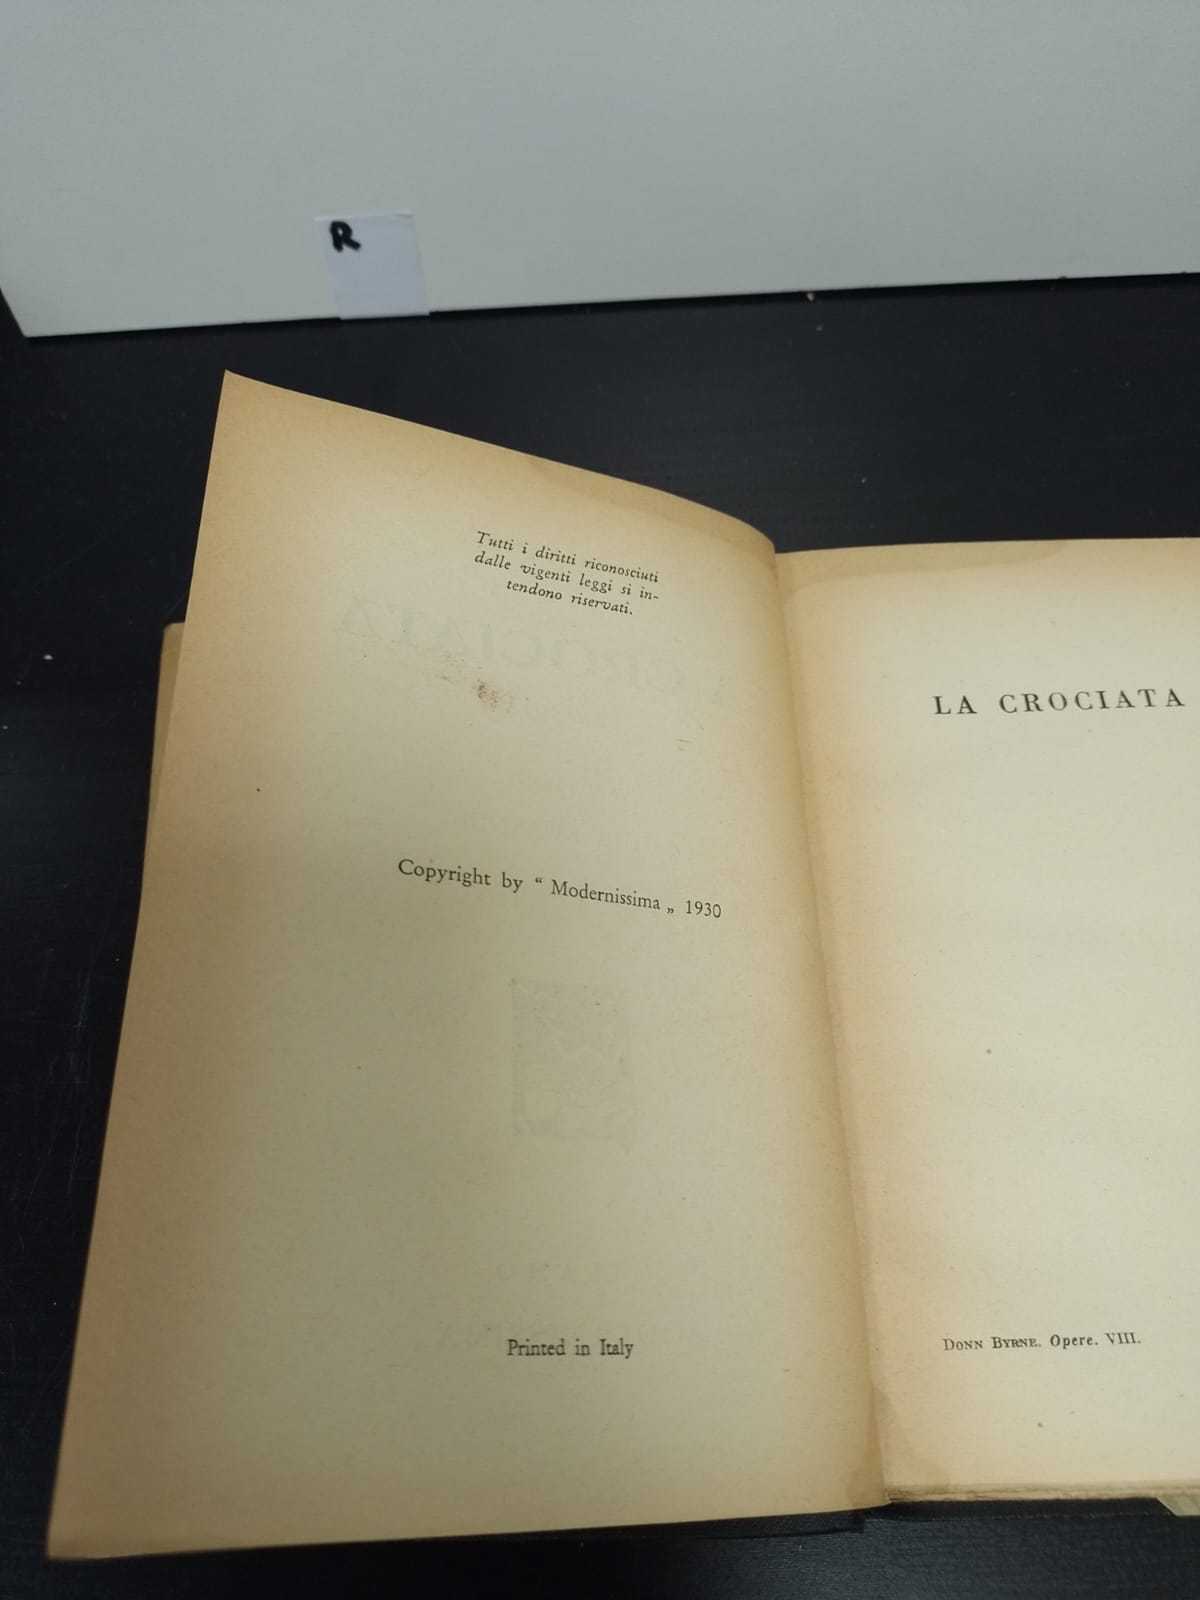 R
Tutti i diritti riconosciuti
dalle vigenti leggi si in-
tendono riservati.
Copyright by “ Modernissima „ 1930
Printed in Italy
LA CROCIATA
DONN BYRNE. Opere. VIII.